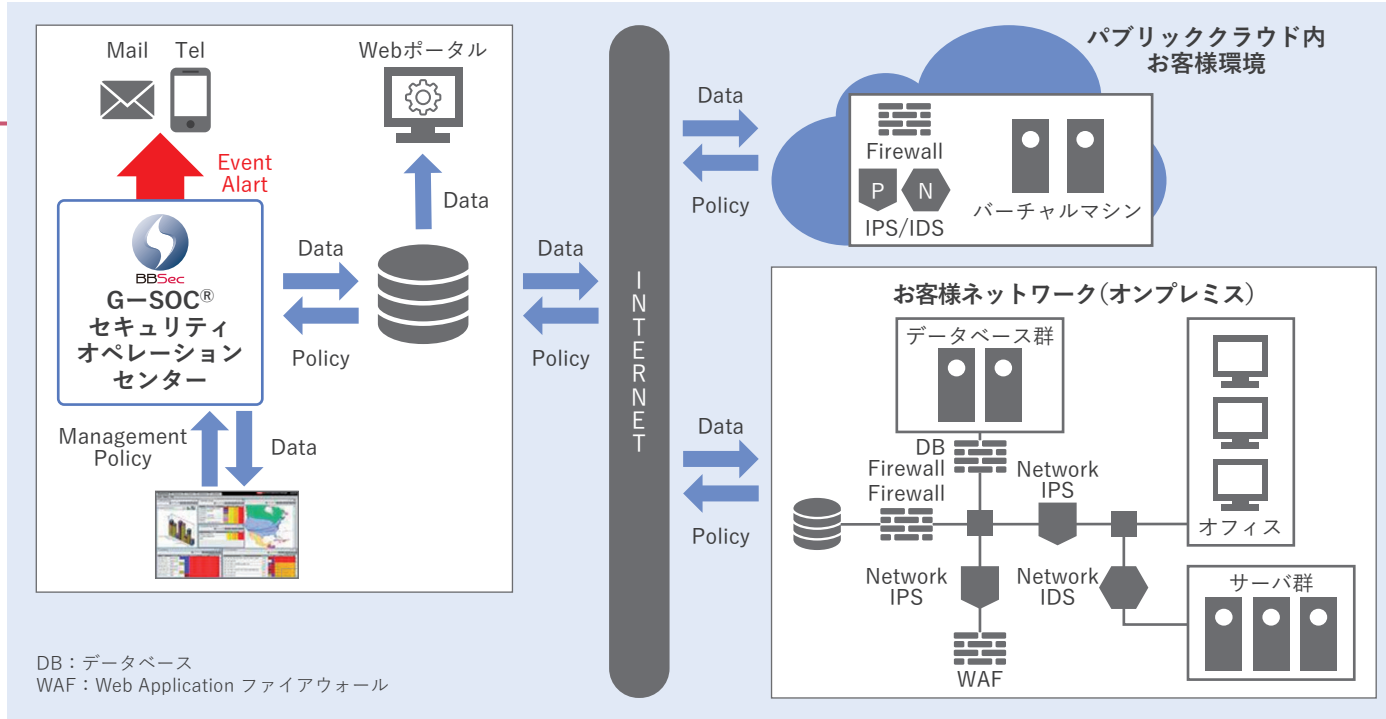 Mail
Tel
Webポータル
Event
Alart
Data
BBSec
G－SOC®
セキュリティ
オペレーション
センター
Data
Policy
Data
Policy
Management
Policy
Data
INTERNET
Data
Policy
パブリッククラウド内
お客様環境
Firewall
P
N
IPS/IDS
バーチャルマシン
Data
Policy
お客様ネットワーク(オンプレミス)
データベース群
DB
Firewall
Firewall
Network
IPS
オフィス
Network
IPS
Network
IDS
サーバ群
WAF
DB：データベース
WAF：Web Application ファイアウォール